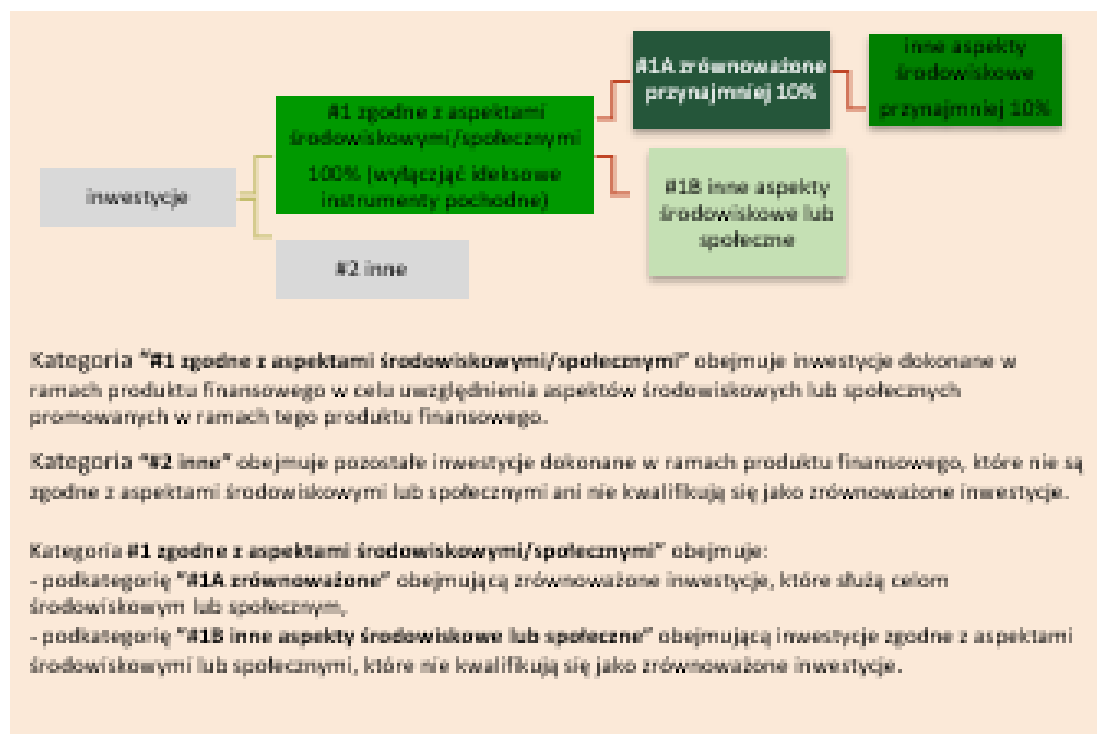 #1A zrównoważone
przynajmniej 10%
inne aspekty
środowiskowe
przynajmniej 10%
#1 zgodne z aspektami
środowiskowymi/społecznymi
100% (wyłączjąć ideksowe
instrumenty pochodne)
inwestycje
#1B inne aspekty
środowiskowe lub
społeczne
#2 inne
Kategoria "#1 zgodne z aspektami środowiskowymi/społecznymi" obejmuje inwestycje dokonane w
ramach produktu finansowego w celu uwzględnienia aspektów środowiskowych lub społecznych
promowanych w ramach tego produktu finansowego.
Kategoria "#2 inne" obejmuje pozostałe inwestycje dokonane w ramach produktu finansowego, które nie są
zgodne z aspektami środowiskowymi lub społecznymi ani nie kwalifikują się jako zrównoważone inwestycje.
Kategoria #1 zgodne z aspektami środowiskowymi/społecznymi" obejmuje:
- podkategorię "#1A zrównoważone" obejmującą zrównoważone inwestycje, które służą celom
środowiskowym lub społecznym,
- podkategorię "#1B inne aspekty środowiskowe lub społeczne" obejmującą inwestycje zgodne z aspektami
środowiskowymi lub społecznymi, które nie kwalifikują się jako zrównoważone inwestycje.